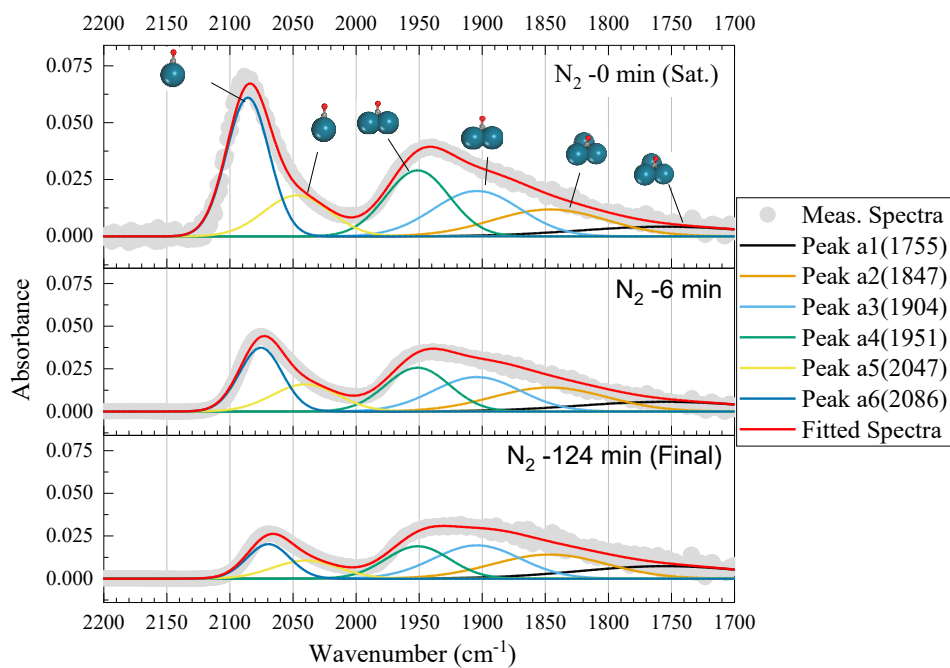 2200 2150 2100 2050 2000 1950 1900 1850 1800 1750 1700
N₂ -0 min (Sat.)
0.075
0.050
0.025
0.000
N₂ -6 min
0.075
0.050
0.025
0.000
N₂ -124 min (Final)
0.075
0.050
0.025
0.000
Absorbance
2200 2150 2100 2050 2000 1950 1900 1850 1800 1750 1700
Wavenumber (cm⁻¹)
Meas. Spectra
Peak a1(1755)
Peak a2(1847)
Peak a3(1904)
Peak a4(1951)
Peak a5(2047)
Peak a6(2086)
Fitted Spectra